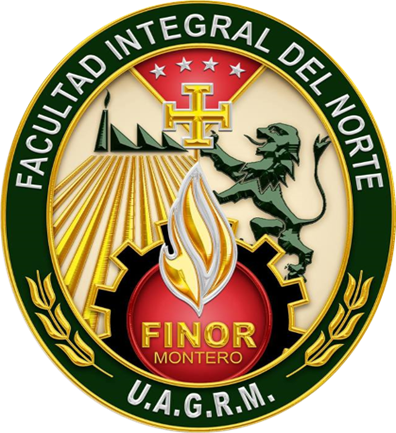 FACULTAD INTEGRAL DEL NORTE
FINOR
MONTERO
U.A.G.R.M.